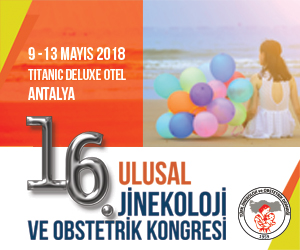 9 - 13 MAYIS 2018
TITANIC DELUXE OTEL
ANTALYA
16. ULUSAL
JİNEKOLOJİ
VE OBSTETRİK KONGRESİ